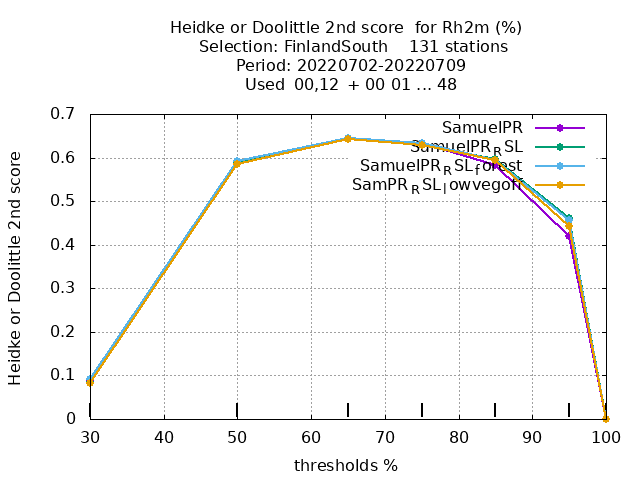 Heidke or Doolittle 2nd score  for Rh2m (%)
Selection: FinlandSouth    131 stations
Period: 20220702-20220709
Used  00,12  + 00 01 ... 48
0.7
0.6
0.5
0.4
0.3
0.2
0.1
0
Heidke or Doolittle 2nd score
SamuelPR
SamuelPR_RSL
SamuelPR_RSL_forest
SamPR_RSL_lowvegoff
30 40 50 60 70 80 90 100
thresholds %